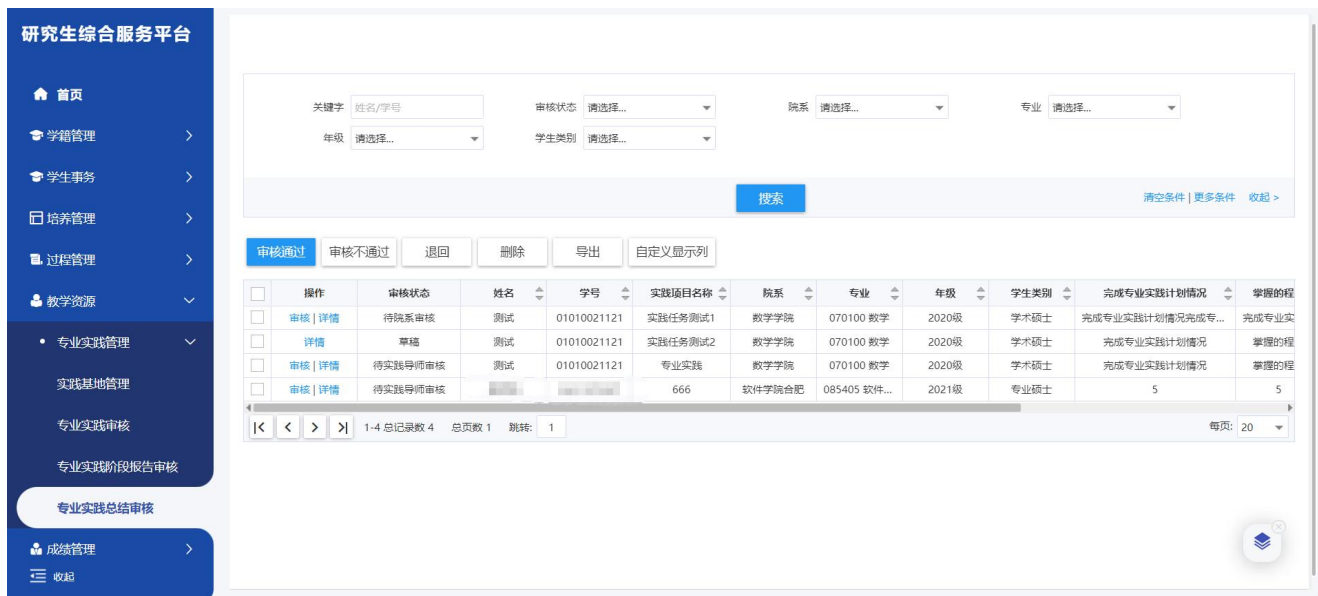 研究生综合服务平台
首页
学籍管理
学生事务
培养管理
过程管理
教学资源
专业实践管理
实践基地管理
专业实践审核
专业实践阶段报告审核
专业实践总结审核
成绩管理
收起
关键字 姓名/学号 审核状态 请选择... 院系 请选择... 专业 请选择...
年级 请选择... 学生类别 请选择...
搜索 清空条件 | 更多条件 收起 >
审核通过 审核不通过 退回 删除 导出 自定义显示列
操作 审核状态 姓名 学号 实践项目名称 院系 专业 年级 学生类别 完成专业实践计划情况 掌握的程
审核 | 详情 待院系审核 测试 01010021121 实践任务测试1 数学学院 070100 数学 2020级 学术硕士 完成专业实践计划情况完成专... 完成专业实
详情 草稿 测试 01010021121 实践任务测试2 数学学院 070100 数学 2020级 学术硕士 完成专业实践计划情况 掌握的程
审核 | 详情 待实践导师审核 测试 01010021121 专业实践 数学学院 070100 数学 2020级 学术硕士 完成专业实践计划情况 掌握的程
审核 | 详情 待实践导师审核 666 软件学院合肥 085405 软件... 2021级 专业硕士 5 5
1-4 总记录数 4 总页数 1 跳转: 1 每页: 20